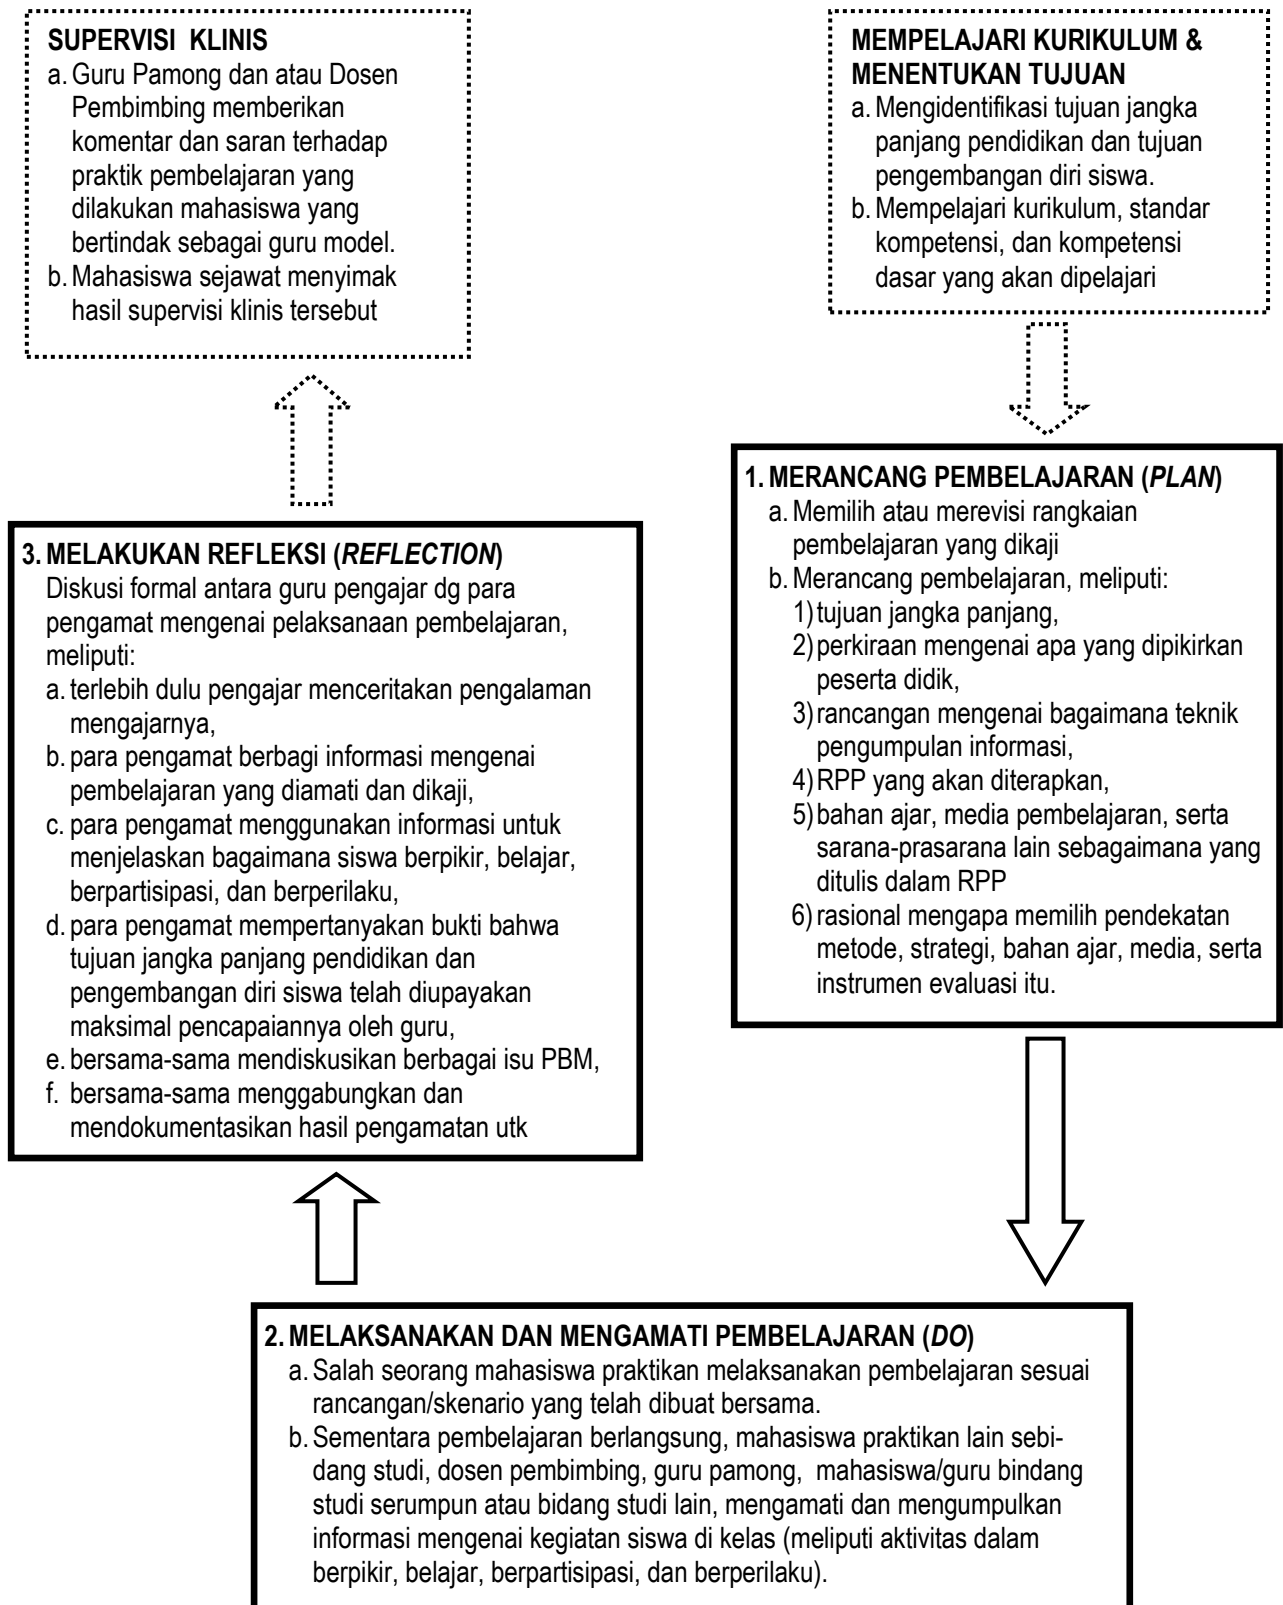 SUPERVISI KLINIS
a. Guru Pamong dan atau Dosen
Pembimbing memberikan
komentar dan saran terhadap
praktik pembelajaran yang
dilakukan mahasiswa yang
bertindak sebagai guru model.
b. Mahasiswa sejawat menyimak
hasil supervisi klinis tersebut
MEMPELAJARI KURIKULUM &
MENENTUKAN TUJUAN
a. Mengidentifikasi tujuan jangka
panjang pendidikan dan tujuan
pengembangan diri siswa.
b. Mempelajari kurikulum, standar
kompetensi, dan kompetensi
dasar yang akan dipelajari
1. MERANCANG PEMBELAJARAN (PLAN)
a. Memilih atau merevisi rangkaian
pembelajaran yang dikaji
b. Merancang pembelajaran, meliputi:
1) tujuan jangka panjang,
2) perkiraan mengenai apa yang dipikirkan
peserta didik,
3) rancangan mengenai bagaimana teknik
pengumpulan informasi,
4) RPP yang akan diterapkan,
5) bahan ajar, media pembelajaran, serta
sarana-prasarana lain sebagaimana yang
ditulis dalam RPP
6) rasional mengapa memilih pendekatan
metode, strategi, bahan ajar, media, serta
instrumen evaluasi itu.
3. MELAKUKAN REFLEKSI (REFLECTION)
Diskusi formal antara guru pengajar dg para
pengamat mengenai pelaksanaan pembelajaran,
meliputi:
a. terlebih dulu pengajar menceritakan pengalaman
mengajarnya,
b. para pengamat berbagi informasi mengenai
pembelajaran yang diamati dan dikaji,
c. para pengamat menggunakan informasi untuk
menjelaskan bagaimana siswa berpikir, belajar,
berpartisipasi, dan berperilaku,
d. para pengamat mempertanyakan bukti bahwa
tujuan jangka panjang pendidikan dan
pengembangan diri siswa telah diupayakan
maksimal pencapaiannya oleh guru,
e. bersama-sama mendiskusikan berbagai isu PBM,
f. bersama-sama menggabungkan dan
mendokumentasikan hasil pengamatan utk
2. MELAKSANAKAN DAN MENGAMATI PEMBELAJARAN (DO)
a. Salah seorang mahasiswa praktikan melaksanakan pembelajaran sesuai
rancangan/skenario yang telah dibuat bersama.
b. Sementara pembelajaran berlangsung, mahasiswa praktikan lain sebi-
dang studi, dosen pembimbing, guru pamong, mahasiswa/guru bindang
studi serumpun atau bidang studi lain, mengamati dan mengumpulkan
informasi mengenai kegiatan siswa di kelas (meliputi aktivitas dalam
berpikir, belajar, berpartisipasi, dan berperilaku).